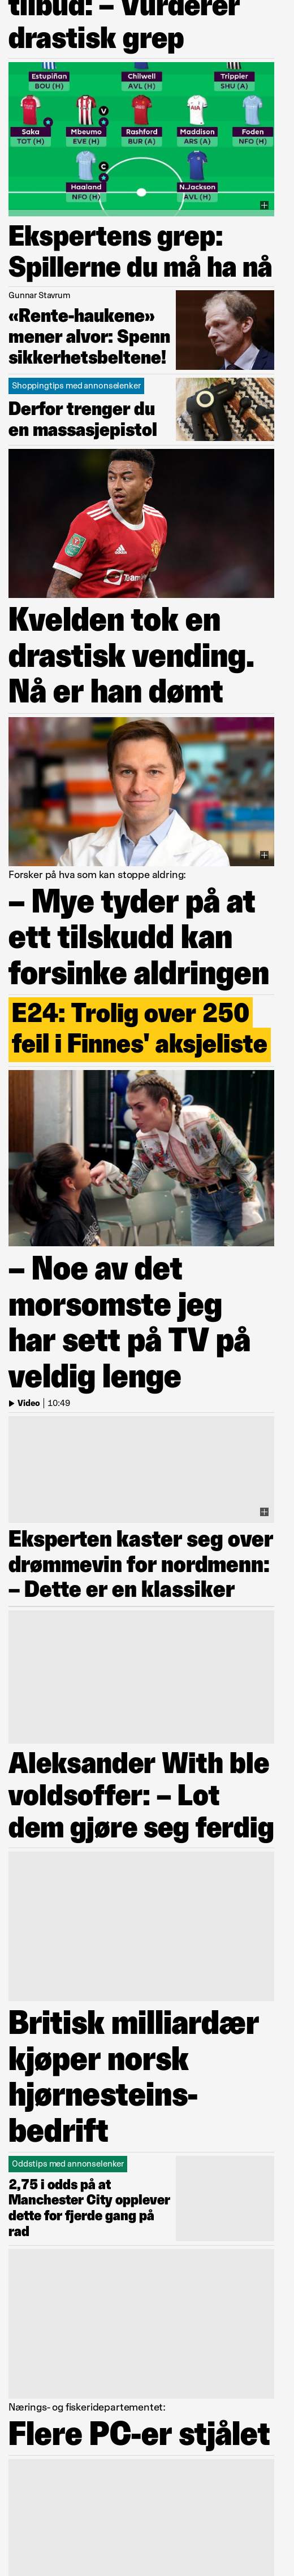 tilbud: – Vurderer
drastisk grep
Estupiñan
BOU (H)
Chilwell
AVL (H)
Trippier
SHU (A)
Saka
TOT (H)
Mbeumo
EVE (H)
Rashford
BUR (A)
Maddison
ARS (A)
Foden
NFO (H)
V
C
Haaland
NFO (H)
N.Jackson
AVL (H)
Ekspertens grep:
Spillerne du må ha nå
Gunnar Stavrum
«Rente-haukene»
mener alvor: Spenn
sikkerhetsbeltene!
Shoppingtips med annonselenker
Derfor trenger du
en massasjepistol
Kvelden tok en
drastisk vending.
Nå er han dømt
Forsker på hva som kan stoppe aldring:
– Mye tyder på at
ett tilskudd kan
forsinke aldringen
E24: Trolig over 250
feil i Finnes' aksjeliste
– Noe av det
morsomste jeg
har sett på TV på
veldig lenge
Video | 10:49
Eksperten kaster seg over
drømmevin for nordmenn:
– Dette er en klassiker
Aleksander With ble
voldsoffer: – Lot
dem gjøre seg ferdig
Britisk milliardær
kjøper norsk
hjørnesteins-
bedrift
Oddstips med annonselenker
2,75 i odds på at
Manchester City opplever
dette for fjerde gang på
rad
Nærings- og fiskeridepartementet:
Flere PC-er stjålet